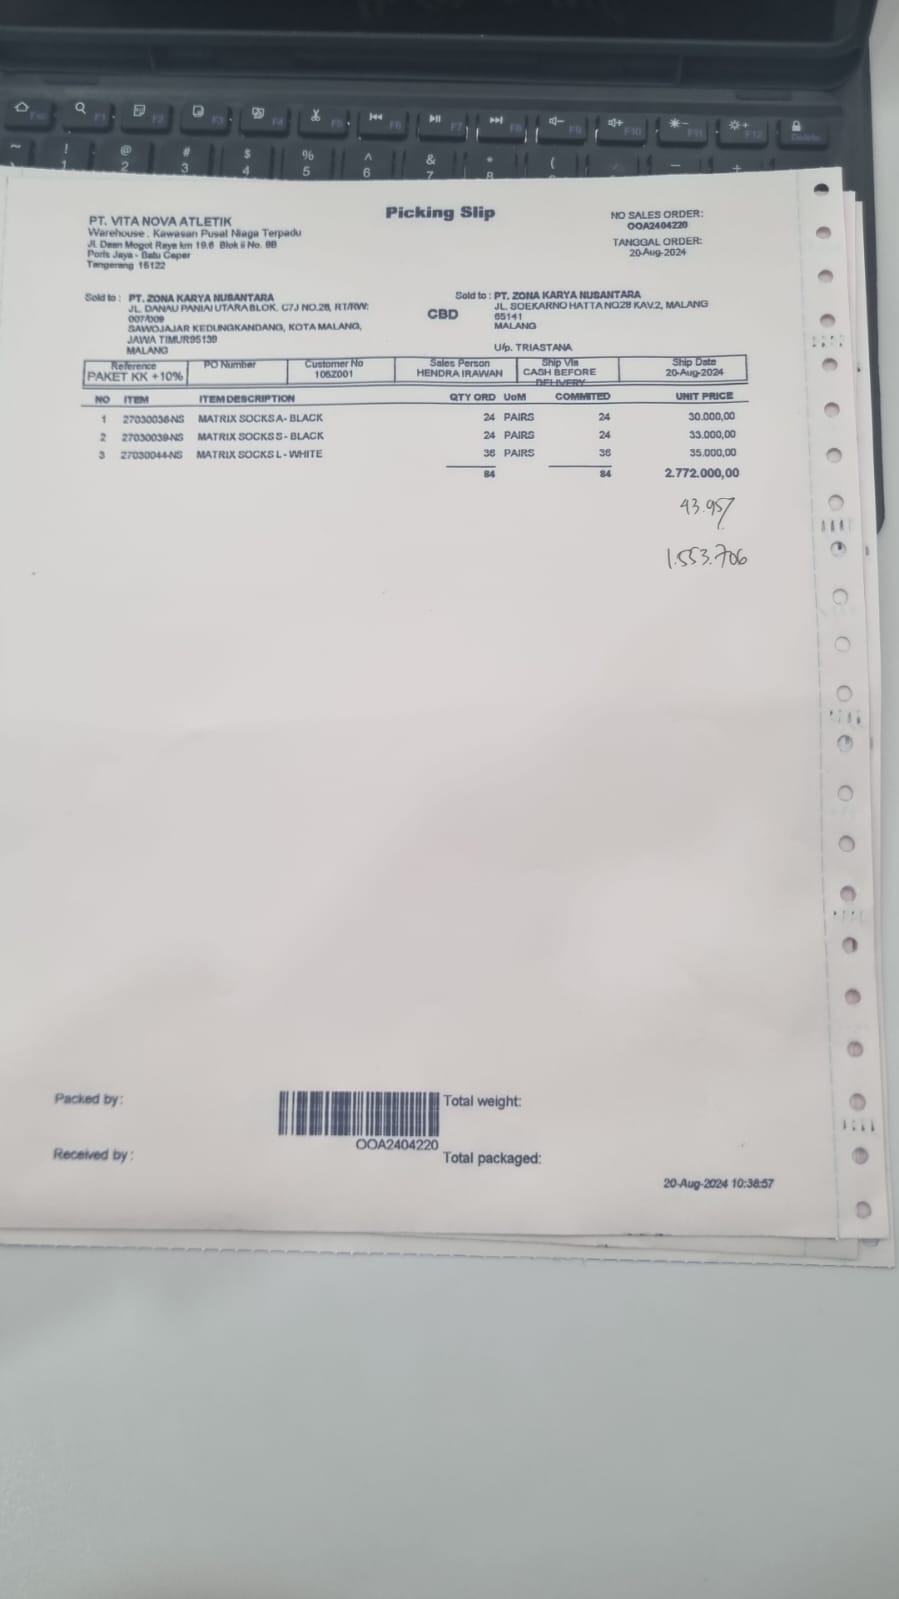 Picking Slip
PT. VITA NOVA ATLETIK
Warehouse . Kawasan Pusat Niaga Terpadu
Jl. Daan Mogot Raya km 19.6 Blok ii No. 8B
Poris Jaya - Batu Ceper
Tangerang 15122
NO SALES ORDER:
OOA2404220
TANGGAL ORDER:
20-Aug-2024
Sold to : PT. ZONA KARYA NUSANTARA
JL. DANAU PANIAI UTARA BLOK. C7J NO.28, RT/RW:
007/009
SAWOJAJAR KEDUNGKANDANG, KOTA MALANG,
JAWA TIMUR65139
MALANG
CBD
Sold to : PT. ZONA KARYA NUSANTARA
JL. SOEKARNO HATTA NO28 KAV.2, MALANG
65141
MALANG
U/p. TRIASTANA
Reference PO Number Customer No Sales Person Ship Via Ship Date
PAKET KK +10% 106Z001 HENDRA IRAWAN CASH BEFORE 20-Aug-2024
DELIVERY
NO ITEM ITEM DESCRIPTION QTY ORD UoM COMMITED UNIT PRICE
1 27030036-NS MATRIX SOCKS A - BLACK 24 PAIRS 24 30.000,00
2 27030039-NS MATRIX SOCKS S - BLACK 24 PAIRS 24 33.000,00
3 27030044-NS MATRIX SOCKS L - WHITE 36 PAIRS 36 35.000,00
84 84 2.772.000,00
43.957
1.553.706
Packed by :
Total weight:
OOA2404220
Received by :
Total packaged:
20-Aug-2024 10:38:57